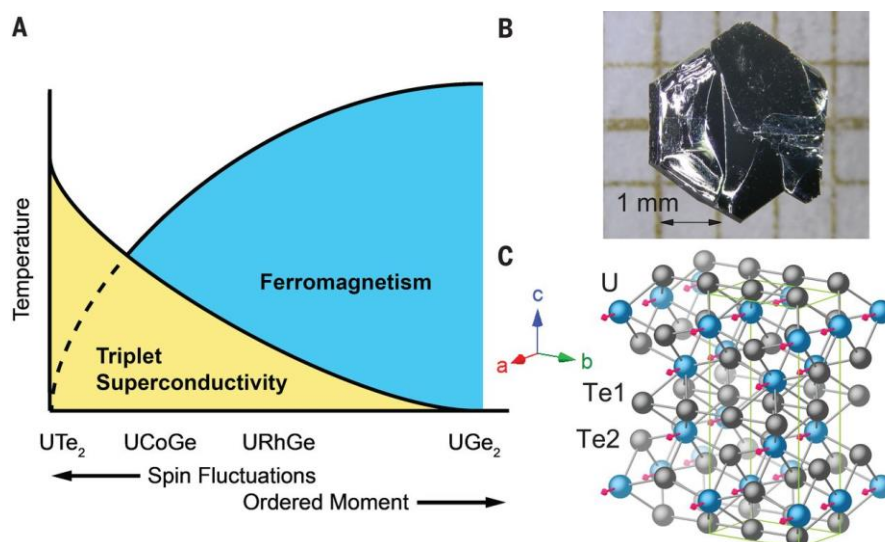 A
Temperature
Ferromagnetism
Triplet
Superconductivity
UTe₂ UCoGe URhGe UGe₂
Spin Fluctuations
Ordered Moment
B
1 mm
C
U
Te1
Te2
c
a
b